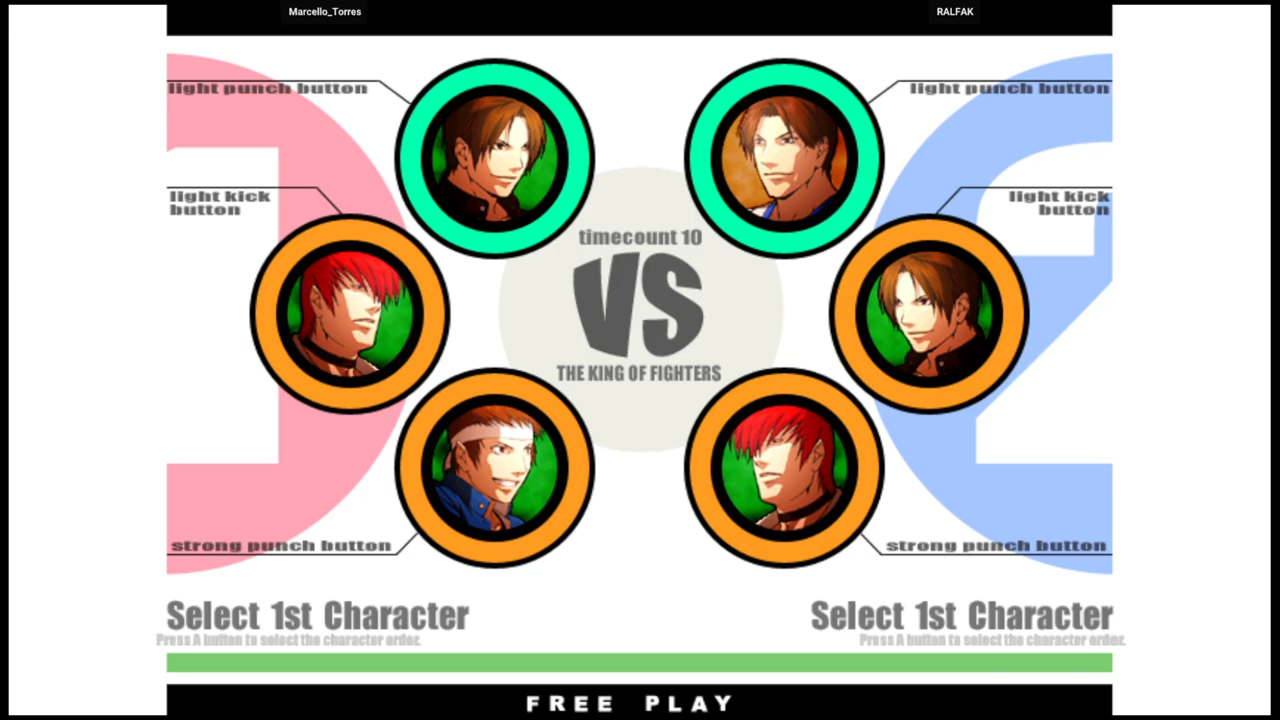 Marcello_Torres
RALFAK
light punch button
light punch button
light kick
button
light kick
button
timecount 10
VS
THE KING OF FIGHTERS
strong punch button
strong punch button
Select 1st Character
Select 1st Character
Press A button to select the character order.
Press A button to select the character order.
FREE PLAY